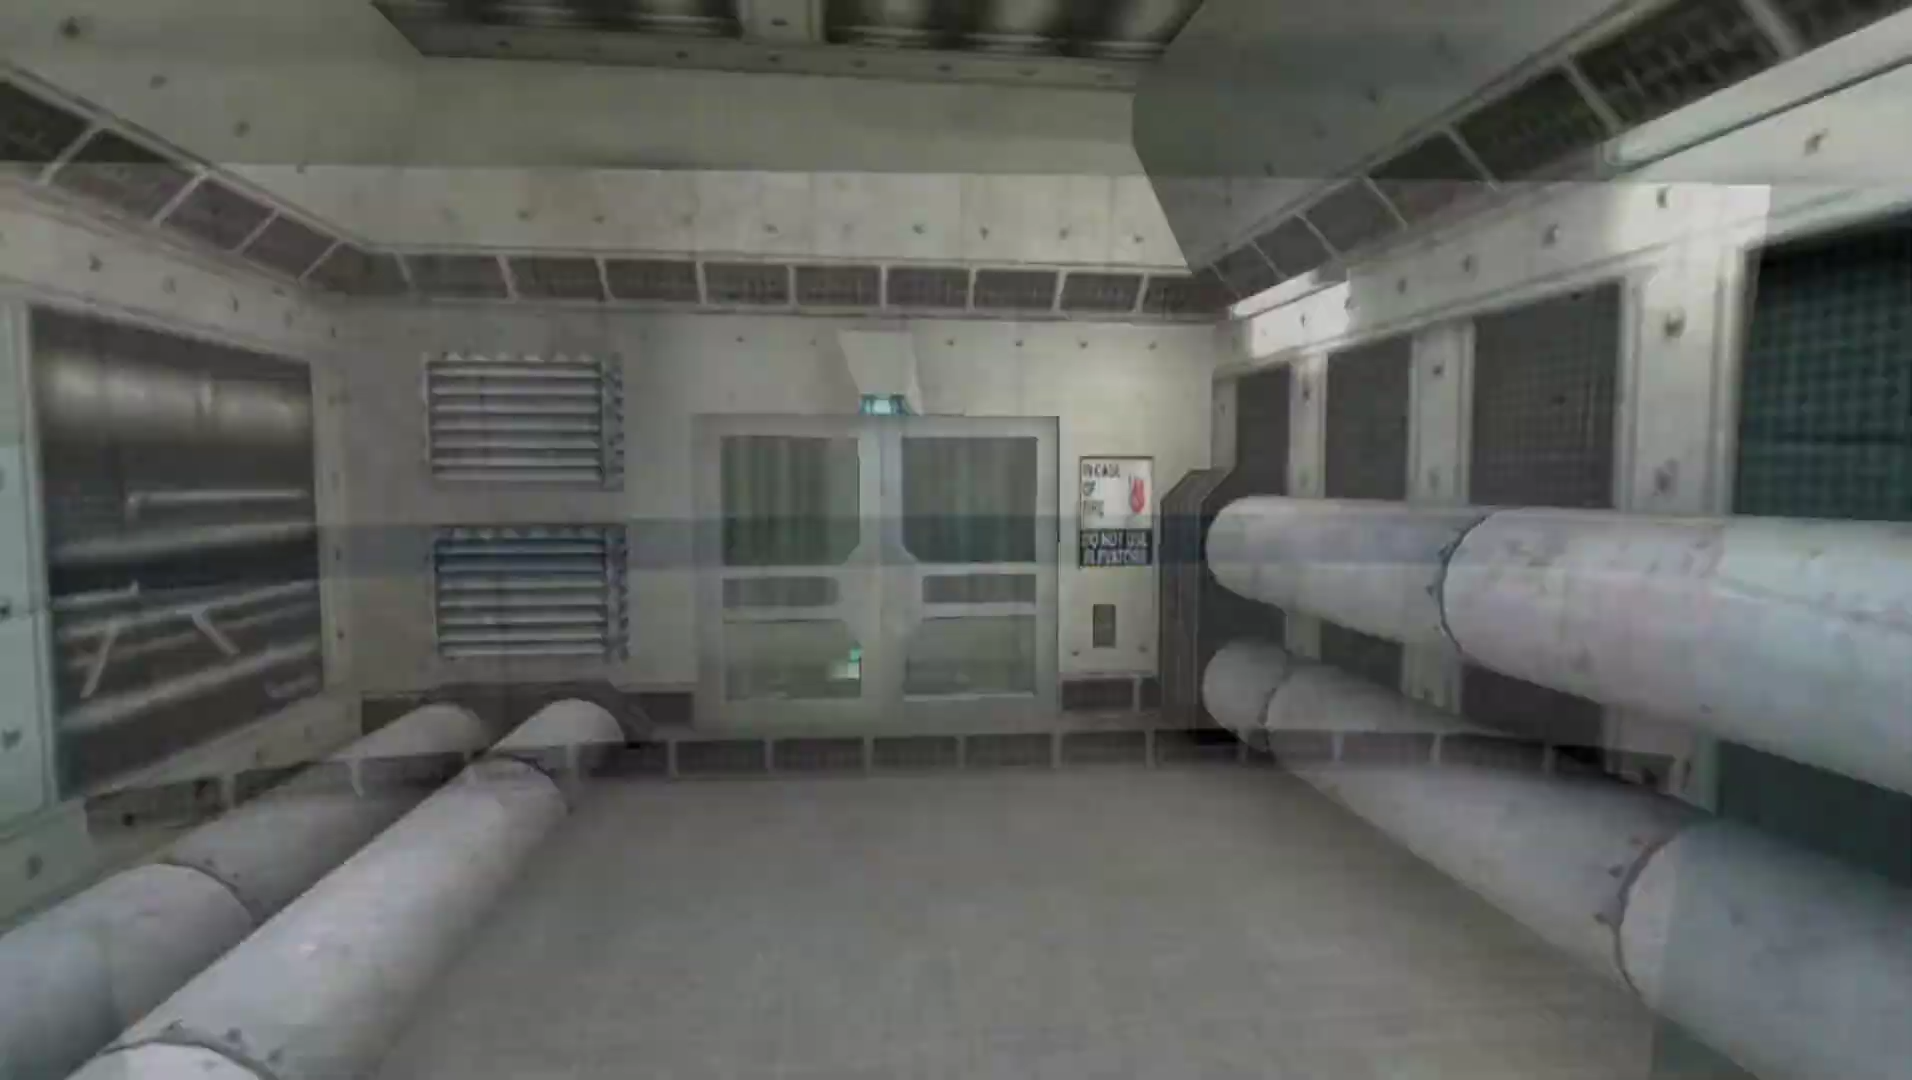 IN CASE
OF
FIRE
DO NOT USE
ELEVATORS